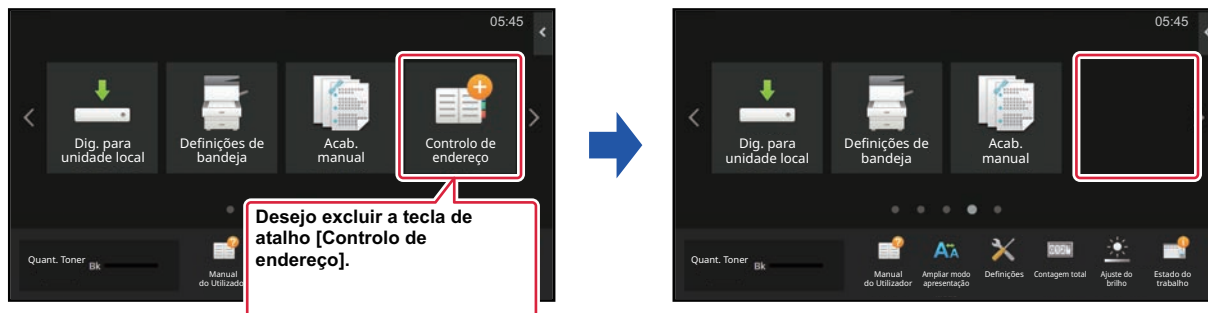 05:45
Dig. para
unidade local
Definições de
bandeja
Acab.
manual
Controlo de
endereço
Desejo excluir a tecla de
atalho [Controlo de
endereço].
Quant. Toner
Bk
Manual
do Utilizado
05:45
Dig. para
unidade local
Definições de
bandeja
Acab.
manual
Quant. Toner
Bk
Manual
do Utilizador
Ampliar modo
apresentação
Definições
Contagem total
Ajuste do
brilho
Estado do
trabalho